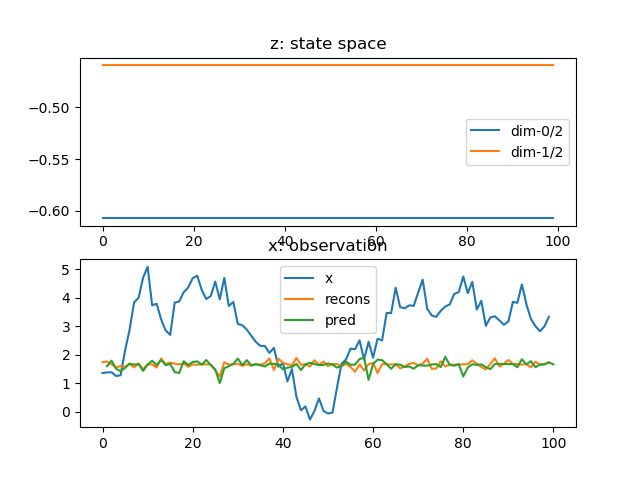 z: state space
−0.50
−0.55
−0.60
dim-0/2
dim-1/2
0 20 40 60 80 100
x: observation
5
4
3
2
1
0
x
recons
pred
0 20 40 60 80 100